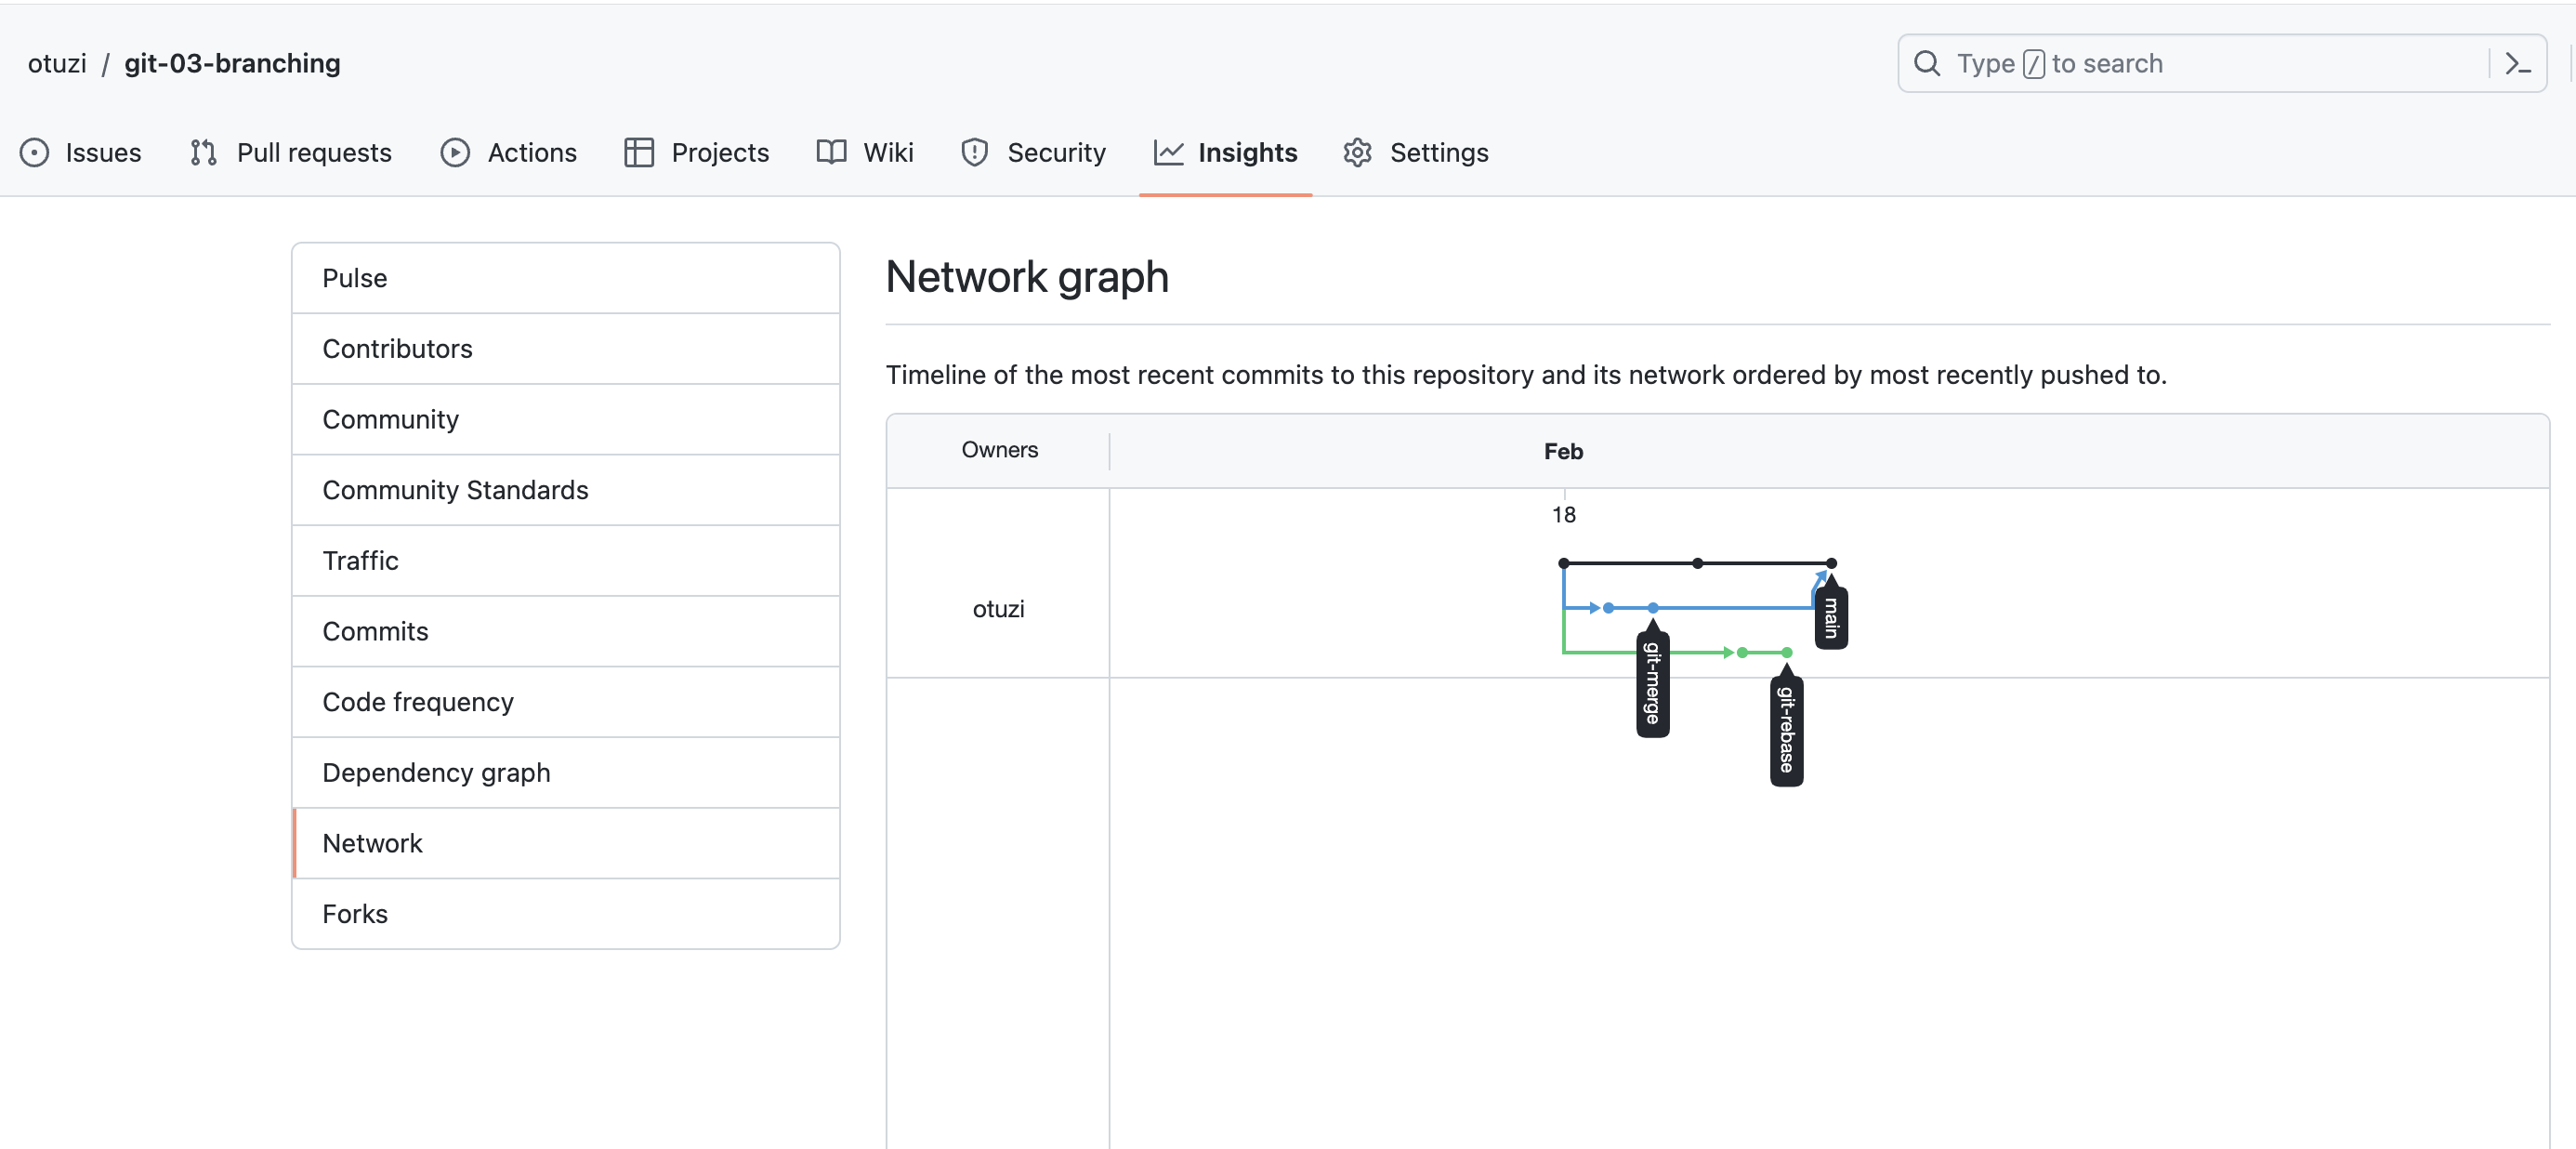 otuzi / git-03-branching
Type / to search
Issues
Pull requests
Actions
Projects
Wiki
Security
Insights
Settings
Pulse
Contributors
Community
Community Standards
Traffic
Commits
Code frequency
Dependency graph
Network
Forks
Network graph
Timeline of the most recent commits to this repository and its network ordered by most recently pushed to.
Owners
Feb
18
otuzi
main
git-merge
git-rebase